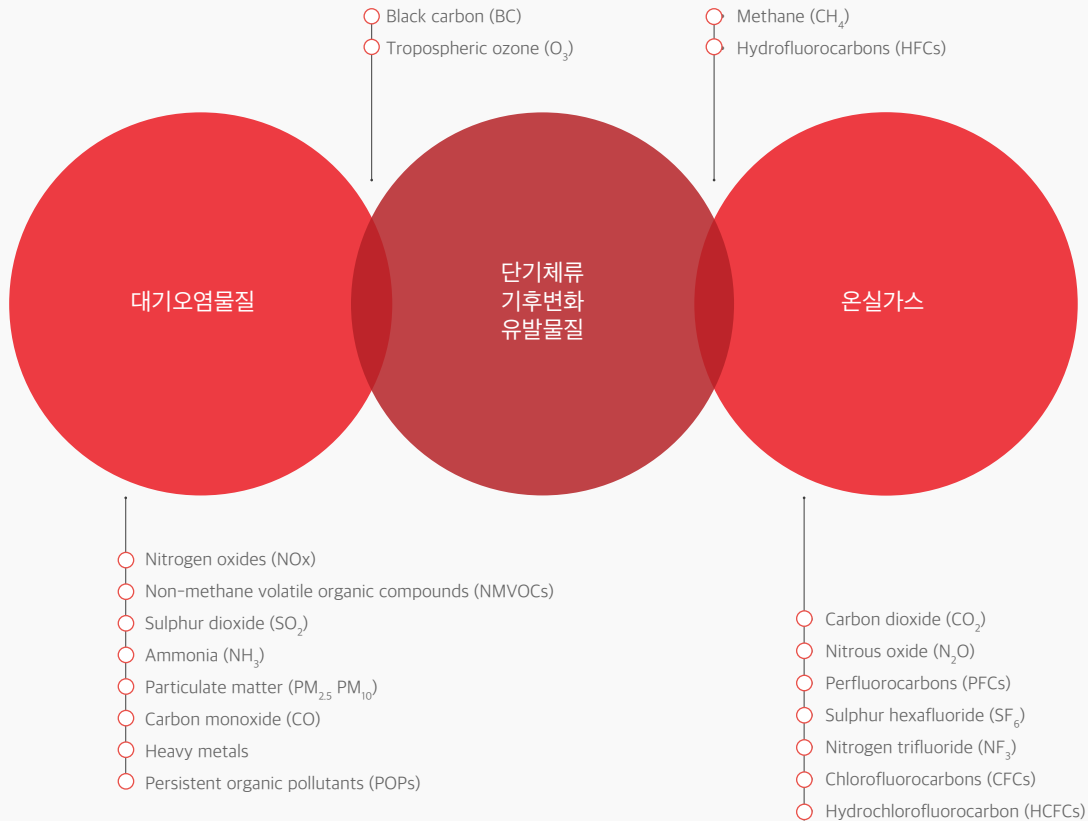 Black carbon (BC)
Tropospheric ozone (O₃)
Methane (CH₄)
Hydrofluorocarbons (HFCs)
대기오염물질
단기체류
기후변화
유발물질
온실가스
Nitrogen oxides (NOx)
Non-methane volatile organic compounds (NMVOCs)
Sulphur dioxide (SO₂)
Ammonia (NH₃)
Particulate matter (PM₂.₅ PM₁₀)
Carbon monoxide (CO)
Heavy metals
Persistent organic pollutants (POPs)
Carbon dioxide (CO₂)
Nitrous oxide (N₂O)
Perfluorocarbons (PFCs)
Sulphur hexafluoride (SF₆)
Nitrogen trifluoride (NF₃)
Chlorofluorocarbons (CFCs)
Hydrochlorofluorocarbon (HCFCs)